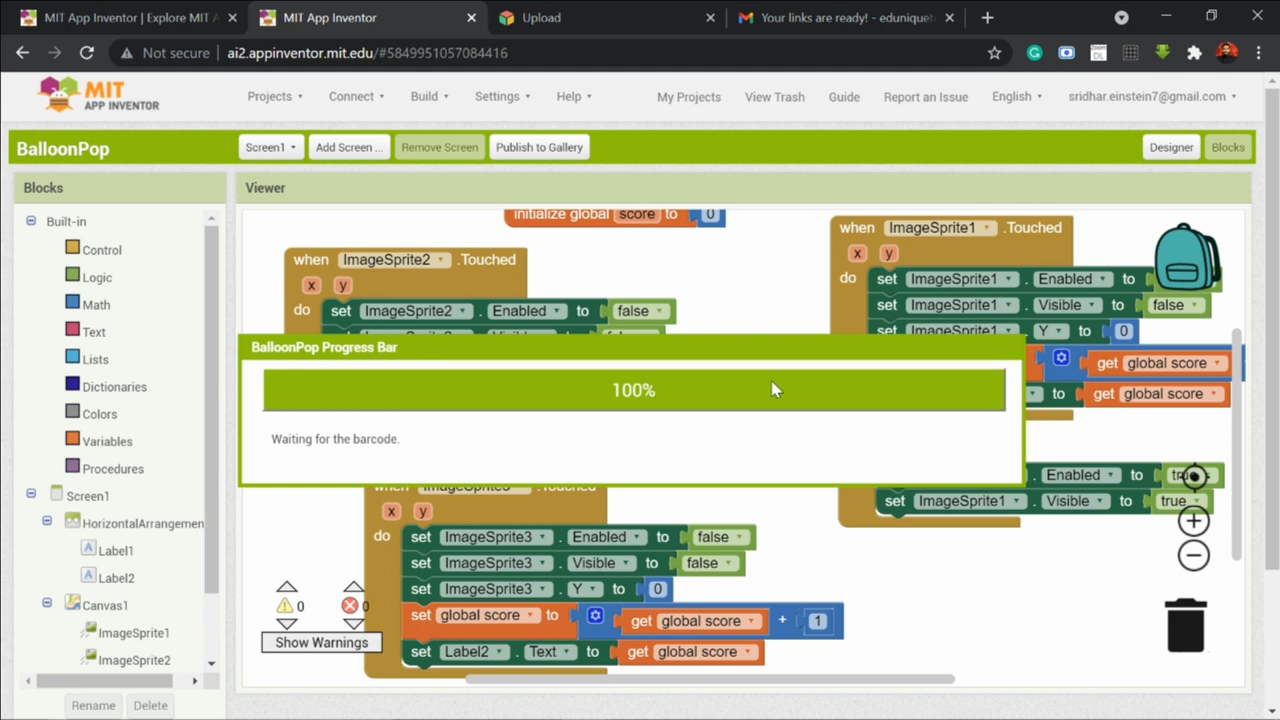 MIT App Inventor | Explore MIT A
MIT App Inventor
Upload
Your links are ready! - eduniquet
Not secure
ai2.appinventor.mit.edu/#5849951057084416
MIT
APP INVENTOR
Projects
Connect
Build
Settings
Help
My Projects
View Trash
Guide
Report an Issue
English
sridhar.einstein7@gmail.com
BalloonPop
Screen1
Add Screen ...
Remove Screen
Publish to Gallery
Designer
Blocks
Blocks
Viewer
Built-in
Control
Logic
Math
Text
Lists
Dictionaries
Colors
Variables
Procedures
Screen1
HorizontalArrangemen
Label1
Label2
Canvas1
ImageSprite1
ImageSprite2
Rename
Delete
initialize global score to 0
when ImageSprite2 .Touched
x y
do set ImageSprite2 . Enabled to false
when ImageSprite1 .Touched
x y
do set ImageSprite1 . Enabled to
set ImageSprite1 . Visible to false
set ImageSprite1 . Y to 0
get global score
to get global score
BalloonPop Progress Bar
100%
Waiting for the barcode.
Enabled to true
set ImageSprite1 . Visible to true
when ImageSprite3 .Touched
x y
do set ImageSprite3 . Enabled to false
set ImageSprite3 . Visible to false
set ImageSprite3 . Y to 0
set global score to get global score + 1
set Label2 . Text to get global score
0 0
Show Warnings